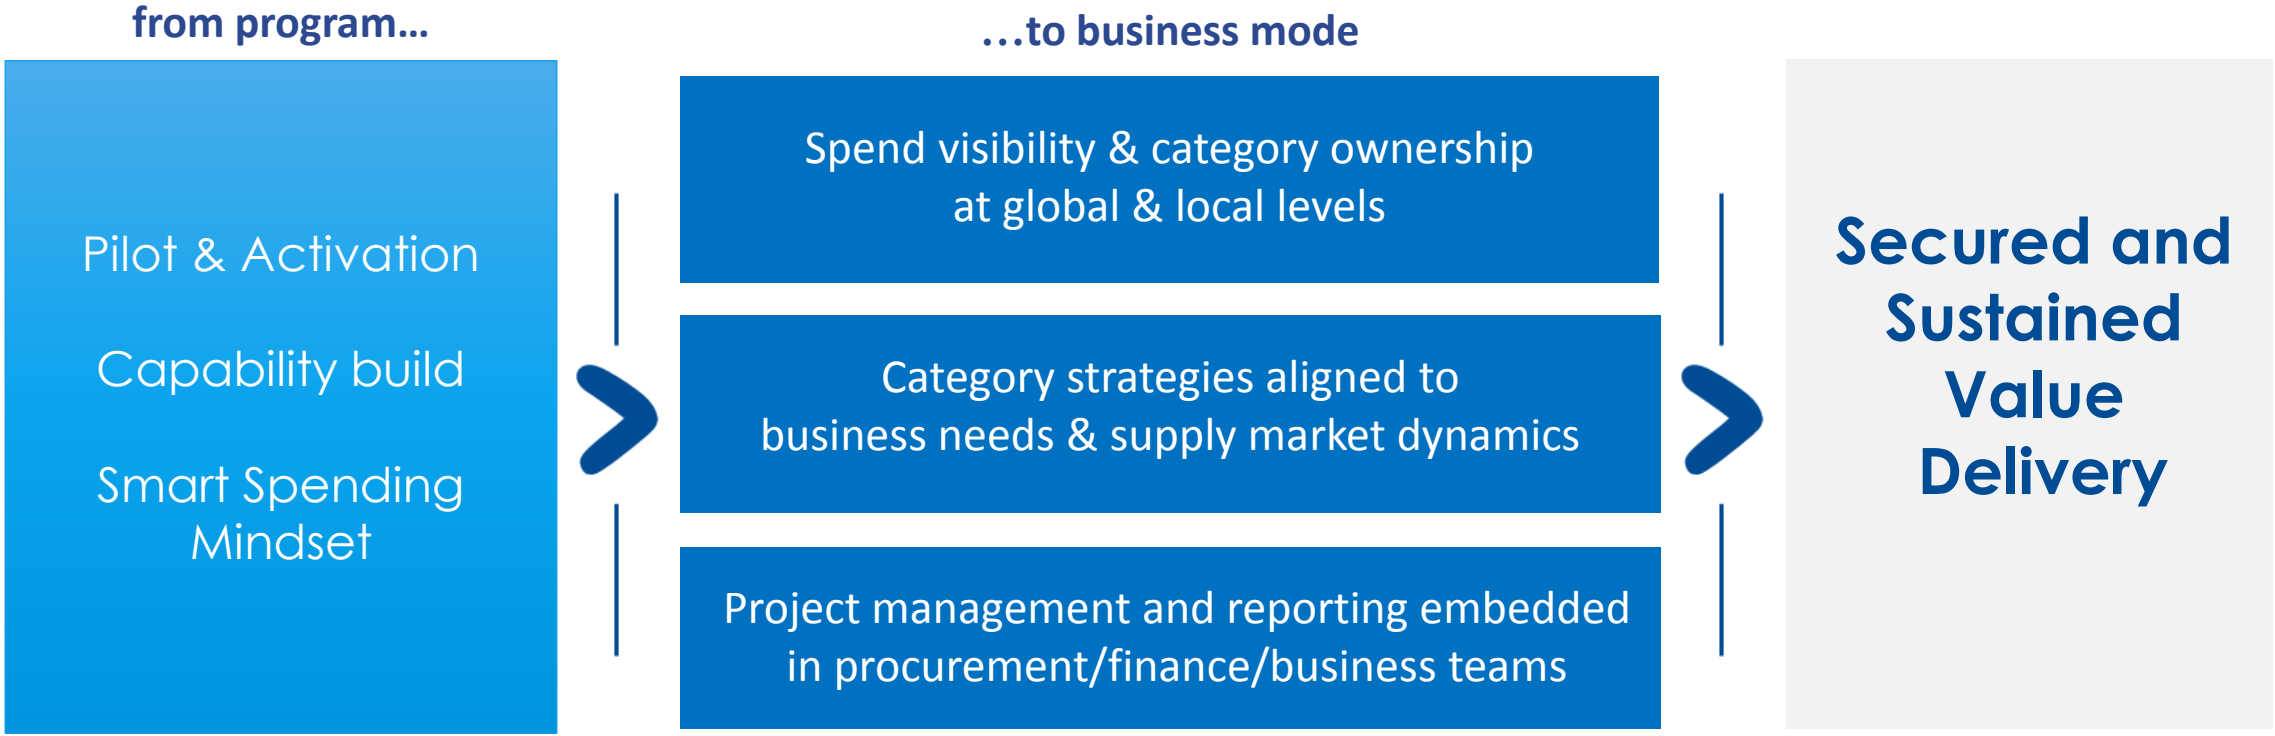 from program…
…to business mode
Pilot & Activation
Capability build
Smart Spending
Mindset
Spend visibility & category ownership
at global & local levels
Category strategies aligned to
business needs & supply market dynamics
Project management and reporting embedded
in procurement/finance/business teams
Secured and
Sustained
Value
Delivery